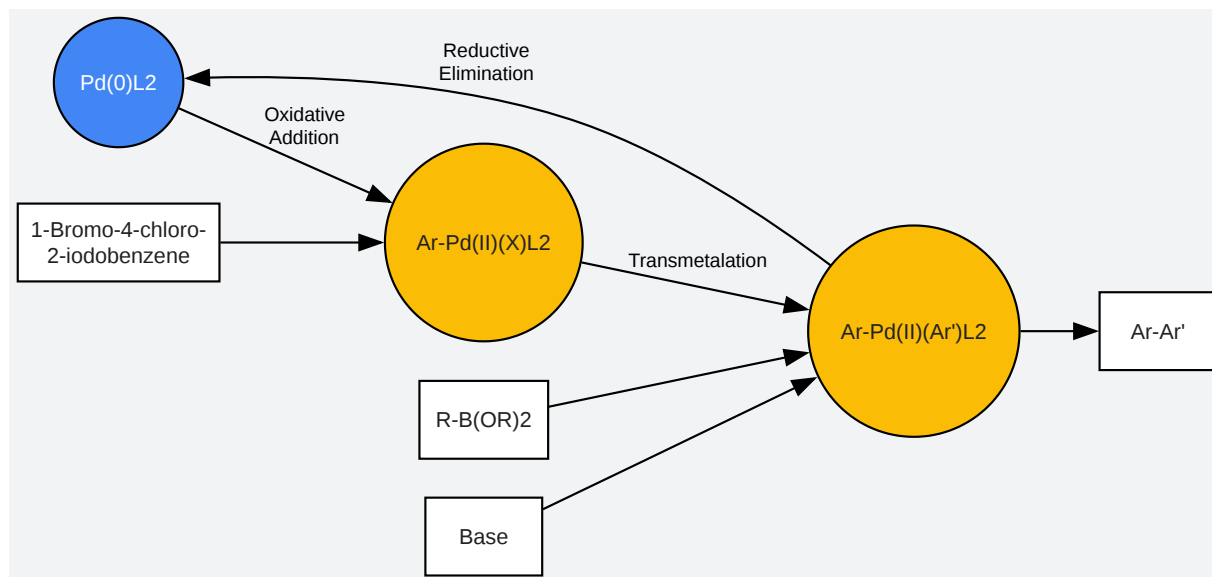 Reductive
Elimination
Pd(0)L2
Oxidative
Addition
1-Bromo-4-chloro-
2-iodobenzene
Ar-Pd(II)(X)L2
Transmetalation
Ar-Pd(II)(Ar')L2
Ar-Ar'
R-B(OR)2
Base